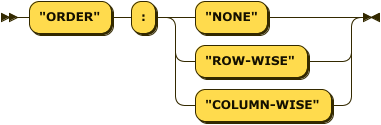 "ORDER" : "NONE"
"ROW-WISE"
"COLUMN-WISE"